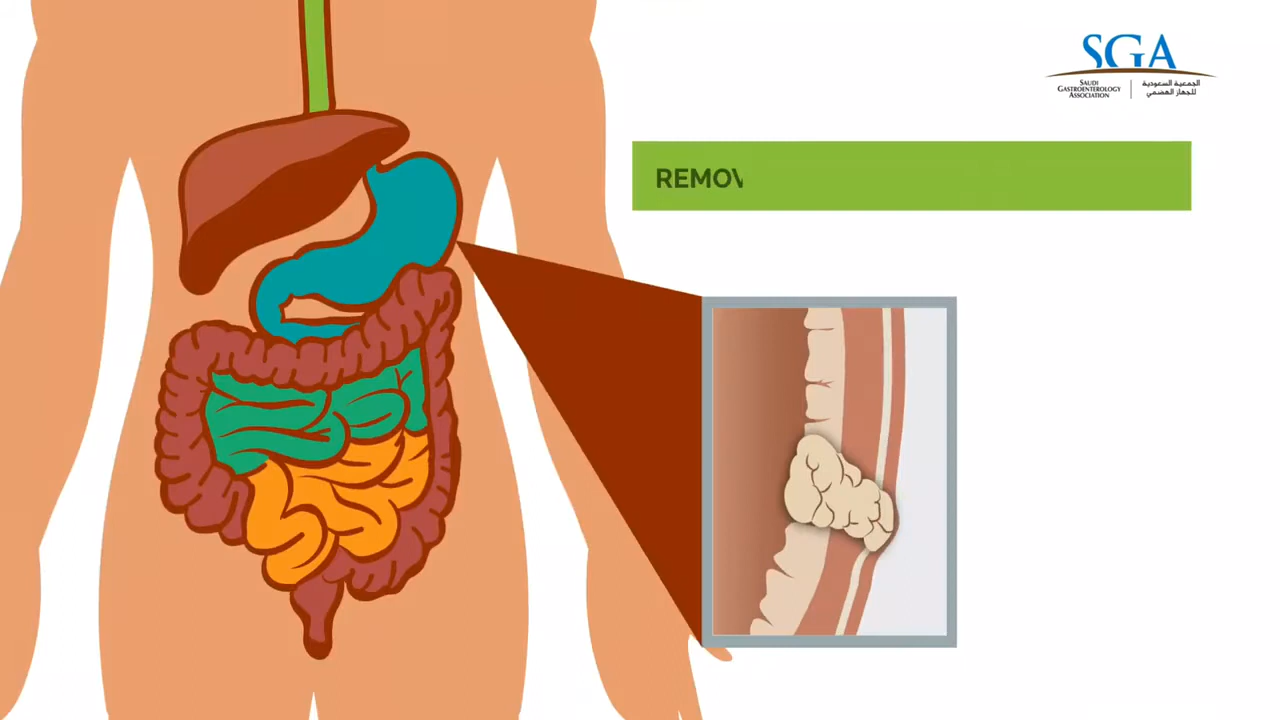 SGA
SAUDI
GASTROENTEROLOGY
ASSOCIATION
الجمعية السعودية
للجهاز الهضمي
REMOV